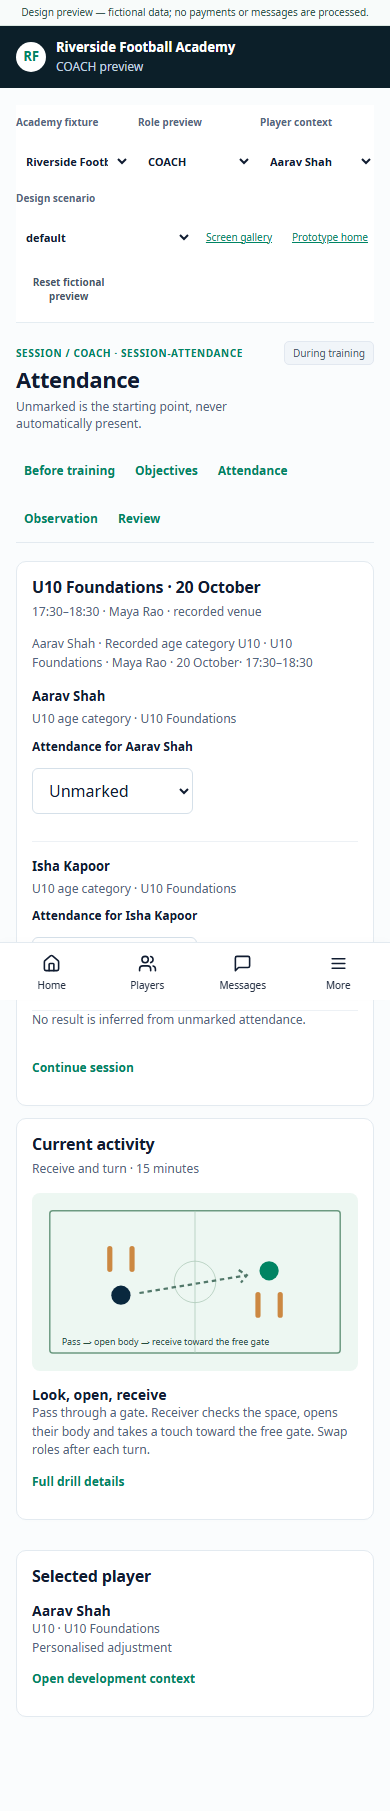 Design preview — fictional data; no payments or messages are processed.
RF
Riverside Football Academy
COACH preview
Academy fixture
Role preview
Player context
Riverside Foot
COACH
Aarav Shah
Design scenario
default
Screen gallery
Prototype home
Reset fictional
preview
SESSION / COACH · SESSION-ATTENDANCE
During training
Attendance
Unmarked is the starting point, never
automatically present.
Before training
Objectives
Attendance
Observation
Review
U10 Foundations · 20 October
17:30–18:30 · Maya Rao · recorded venue
Aarav Shah · Recorded age category U10 · U10
Foundations · Maya Rao · 20 October· 17:30–18:30
Aarav Shah
U10 age category · U10 Foundations
Attendance for Aarav Shah
Unmarked
Isha Kapoor
U10 age category · U10 Foundations
Attendance for Isha Kapoor
Home
Players
Messages
More
No result is inferred from unmarked attendance.
Continue session
Current activity
Receive and turn · 15 minutes
Pass → open body → receive toward the free gate
Look, open, receive
Pass through a gate. Receiver checks the space, opens
their body and takes a touch toward the free gate. Swap
roles after each turn.
Full drill details
Selected player
Aarav Shah
U10 · U10 Foundations
Personalised adjustment
Open development context